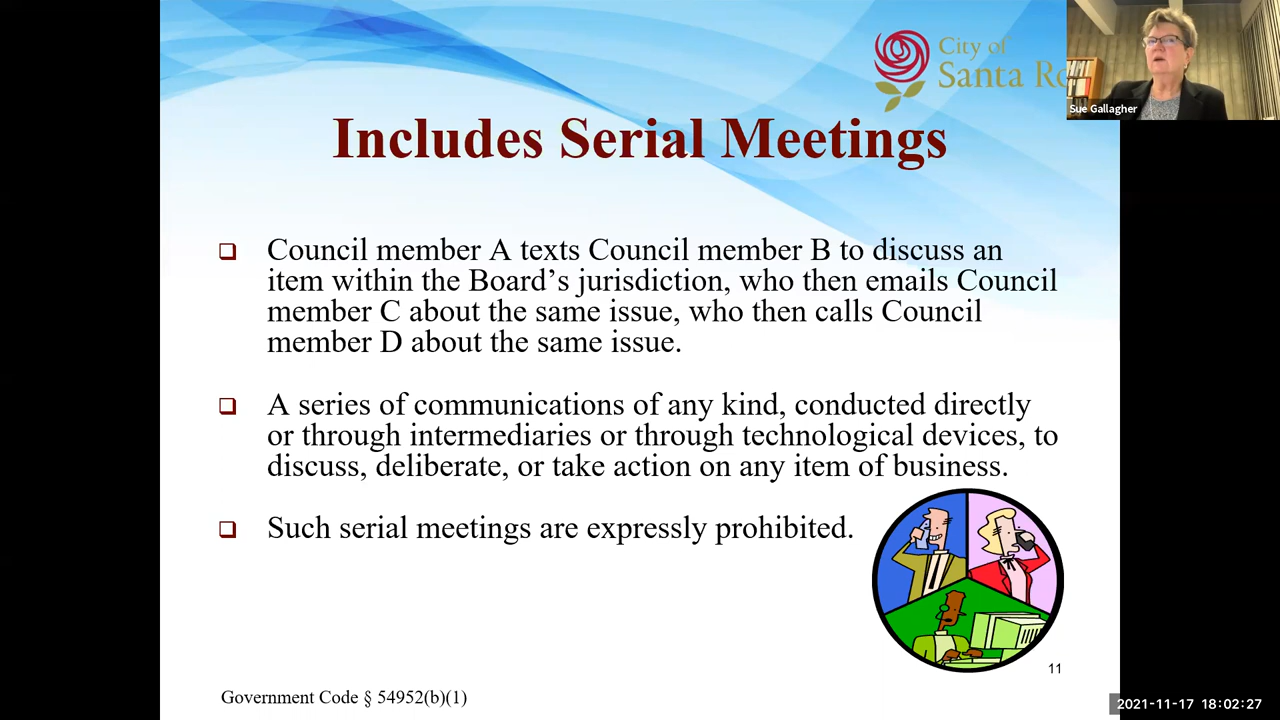 City of
Santa Ro
Sue Gallagher
Includes Serial Meetings
Council member A texts Council member B to discuss an
item within the Board’s jurisdiction, who then emails Council
member C about the same issue, who then calls Council
member D about the same issue.
A series of communications of any kind, conducted directly
or through intermediaries or through technological devices, to
discuss, deliberate, or take action on any item of business.
Such serial meetings are expressly prohibited.
11
Government Code § 54952(b)(1)
2021-11-17 18:02:27